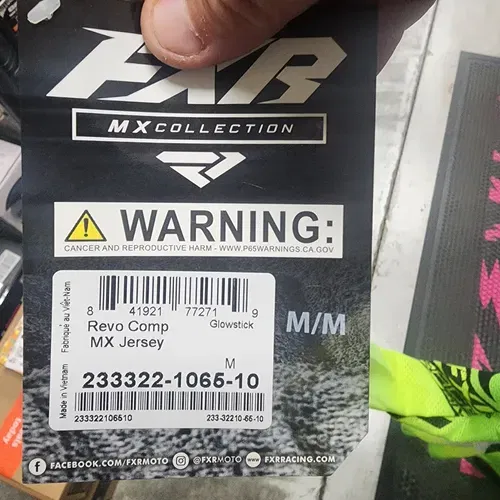 FXR
MX COLLECTION
WARNING:
CANCER AND REPRODUCTIVE HARM - WWW.P65WARNINGS.CA.GOV
Made in Vietnam Fabriqué au Viêt-Nam
8 41921 77271 9
Revo Comp Glowstick
MX Jersey
M
233322-1065-10
233322106510 233-32210-65-10
M/M
FACEBOOK.COM/FXRMOTO @FXRMOTO WWW.FXRRACING.COM